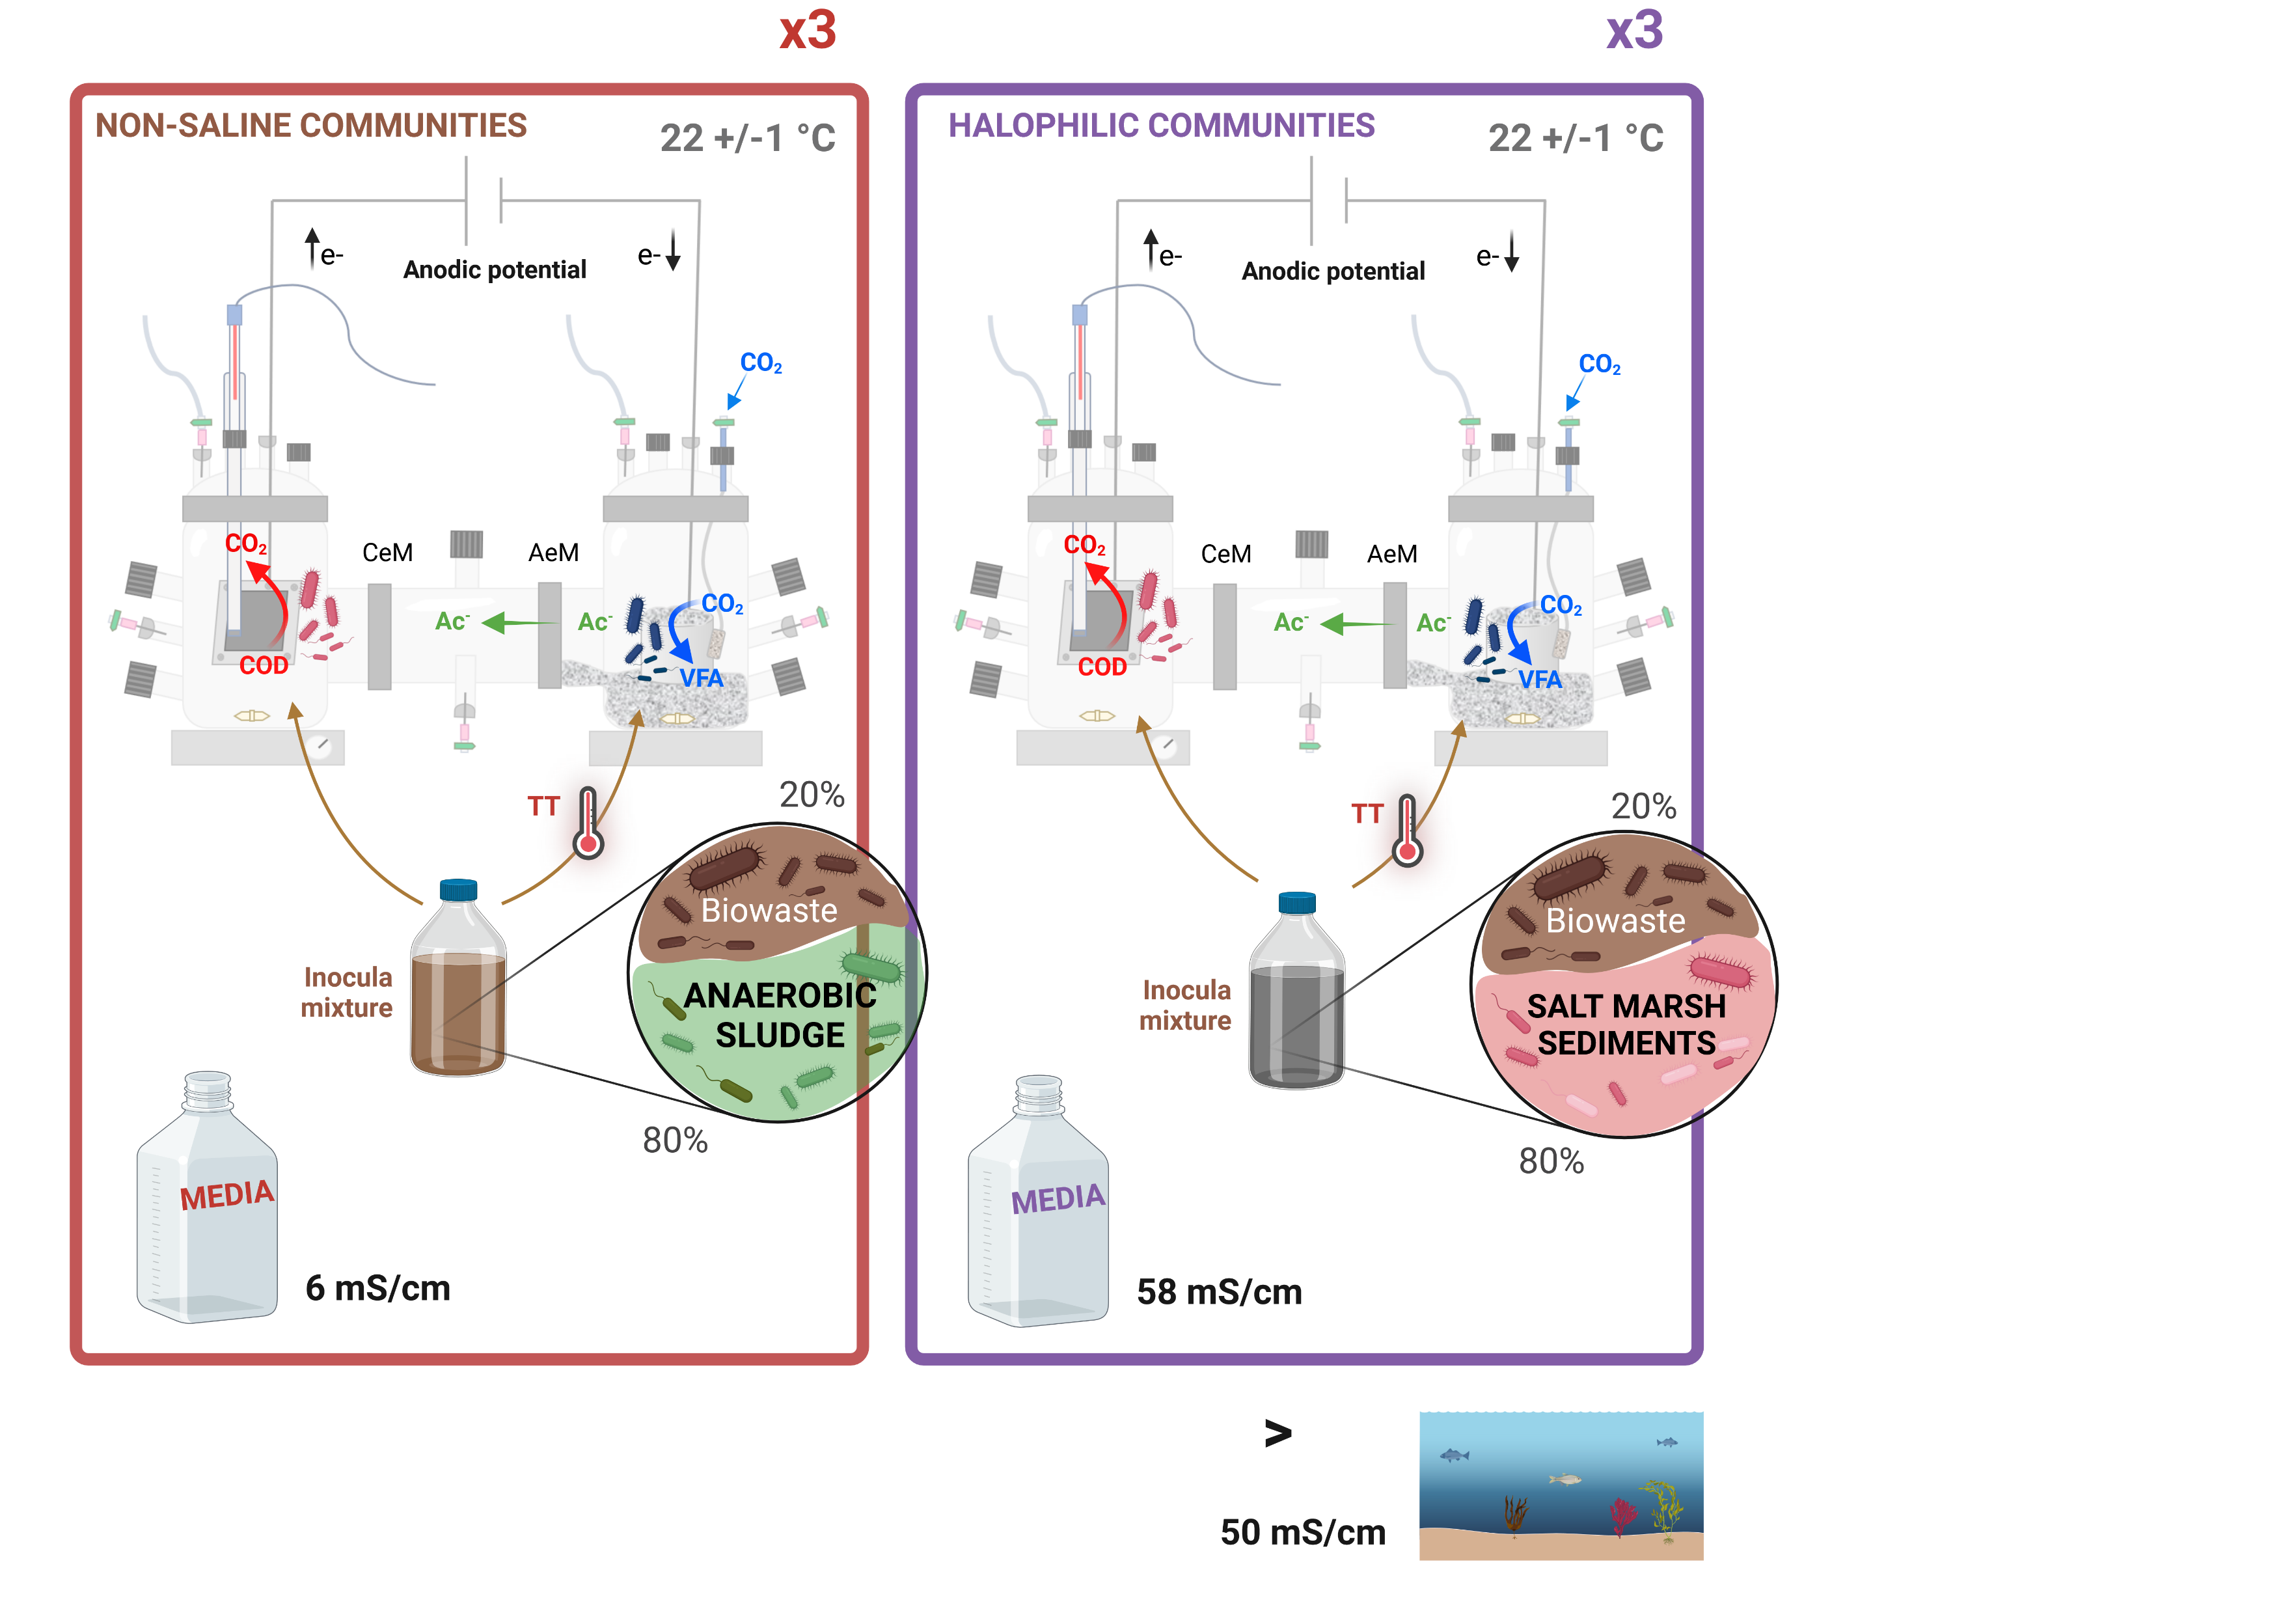 x3
NON-SALINE COMMUNITIES
22 +/-1 °C
e-
Anodic potential
e-
CO₂
CO₂
CeM
AeM
Ac⁻
Ac⁻
CO₂
COD
VFA
TT
20%
Biowaste
ANAEROBIC
SLUDGE
80%
Inocula
mixture
MEDIA
6 mS/cm
x3
HALOPHILIC COMMUNITIES
22 +/-1 °C
e-
Anodic potential
e-
CO₂
CO₂
CeM
AeM
Ac⁻
Ac⁻
CO₂
COD
VFA
TT
20%
Biowaste
SALT MARSH
SEDIMENTS
80%
Inocula
mixture
MEDIA
58 mS/cm
>
50 mS/cm